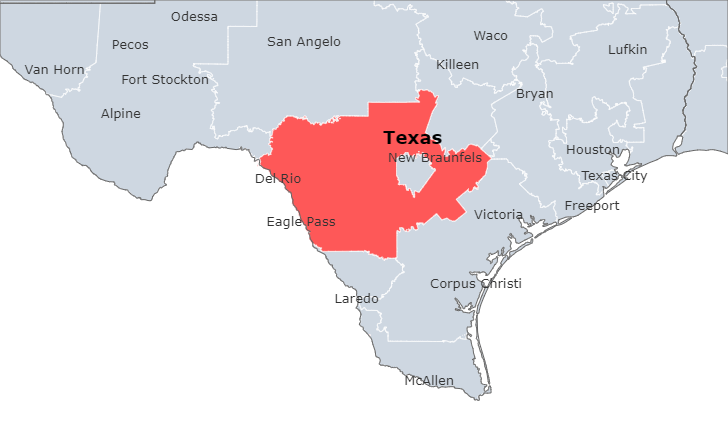 Odessa
Waco
San Angelo
Pecos
Lufkin
Killeen
Van Horn
Fort Stockton
Bryan
Alpine
Texas
Houston
New Braunfels
Del Rio
Texas City
Freeport
Victoria
Eagle Pass
Corpus Christi
Laredo
McAllen